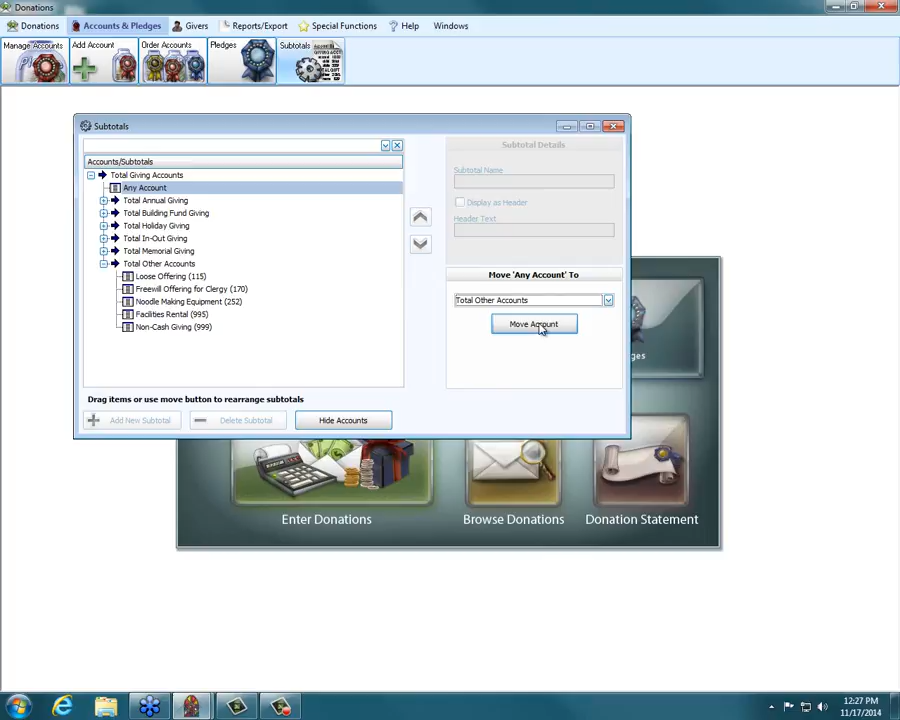 Donations
Donations
Accounts & Pledges
Givers
Reports/Export
Special Functions
Help
Windows
Manage Accounts
Add Account
Order Accounts
Pledges
Subtotals
Subtotals
Accounts/Subtotals
Total Giving Accounts
Any Account
Total Annual Giving
Total Building Fund Giving
Total Holiday Giving
Total In-Out Giving
Total Memorial Giving
Total Other Accounts
Loose Offering (115)
Freewill Offering for Clergy (170)
Noodle Making Equipment (252)
Facilities Rental (995)
Non-Cash Giving (999)
Subtotal Details
Subtotal Name
Display as Header
Header Text
Move 'Any Account' To
Total Other Accounts
Move Account
Drag items or use move button to rearrange subtotals
Add New Subtotal
Delete Subtotal
Hide Accounts
ges
Enter Donations
Browse Donations
Donation Statement
12:27 PM
11/17/2014